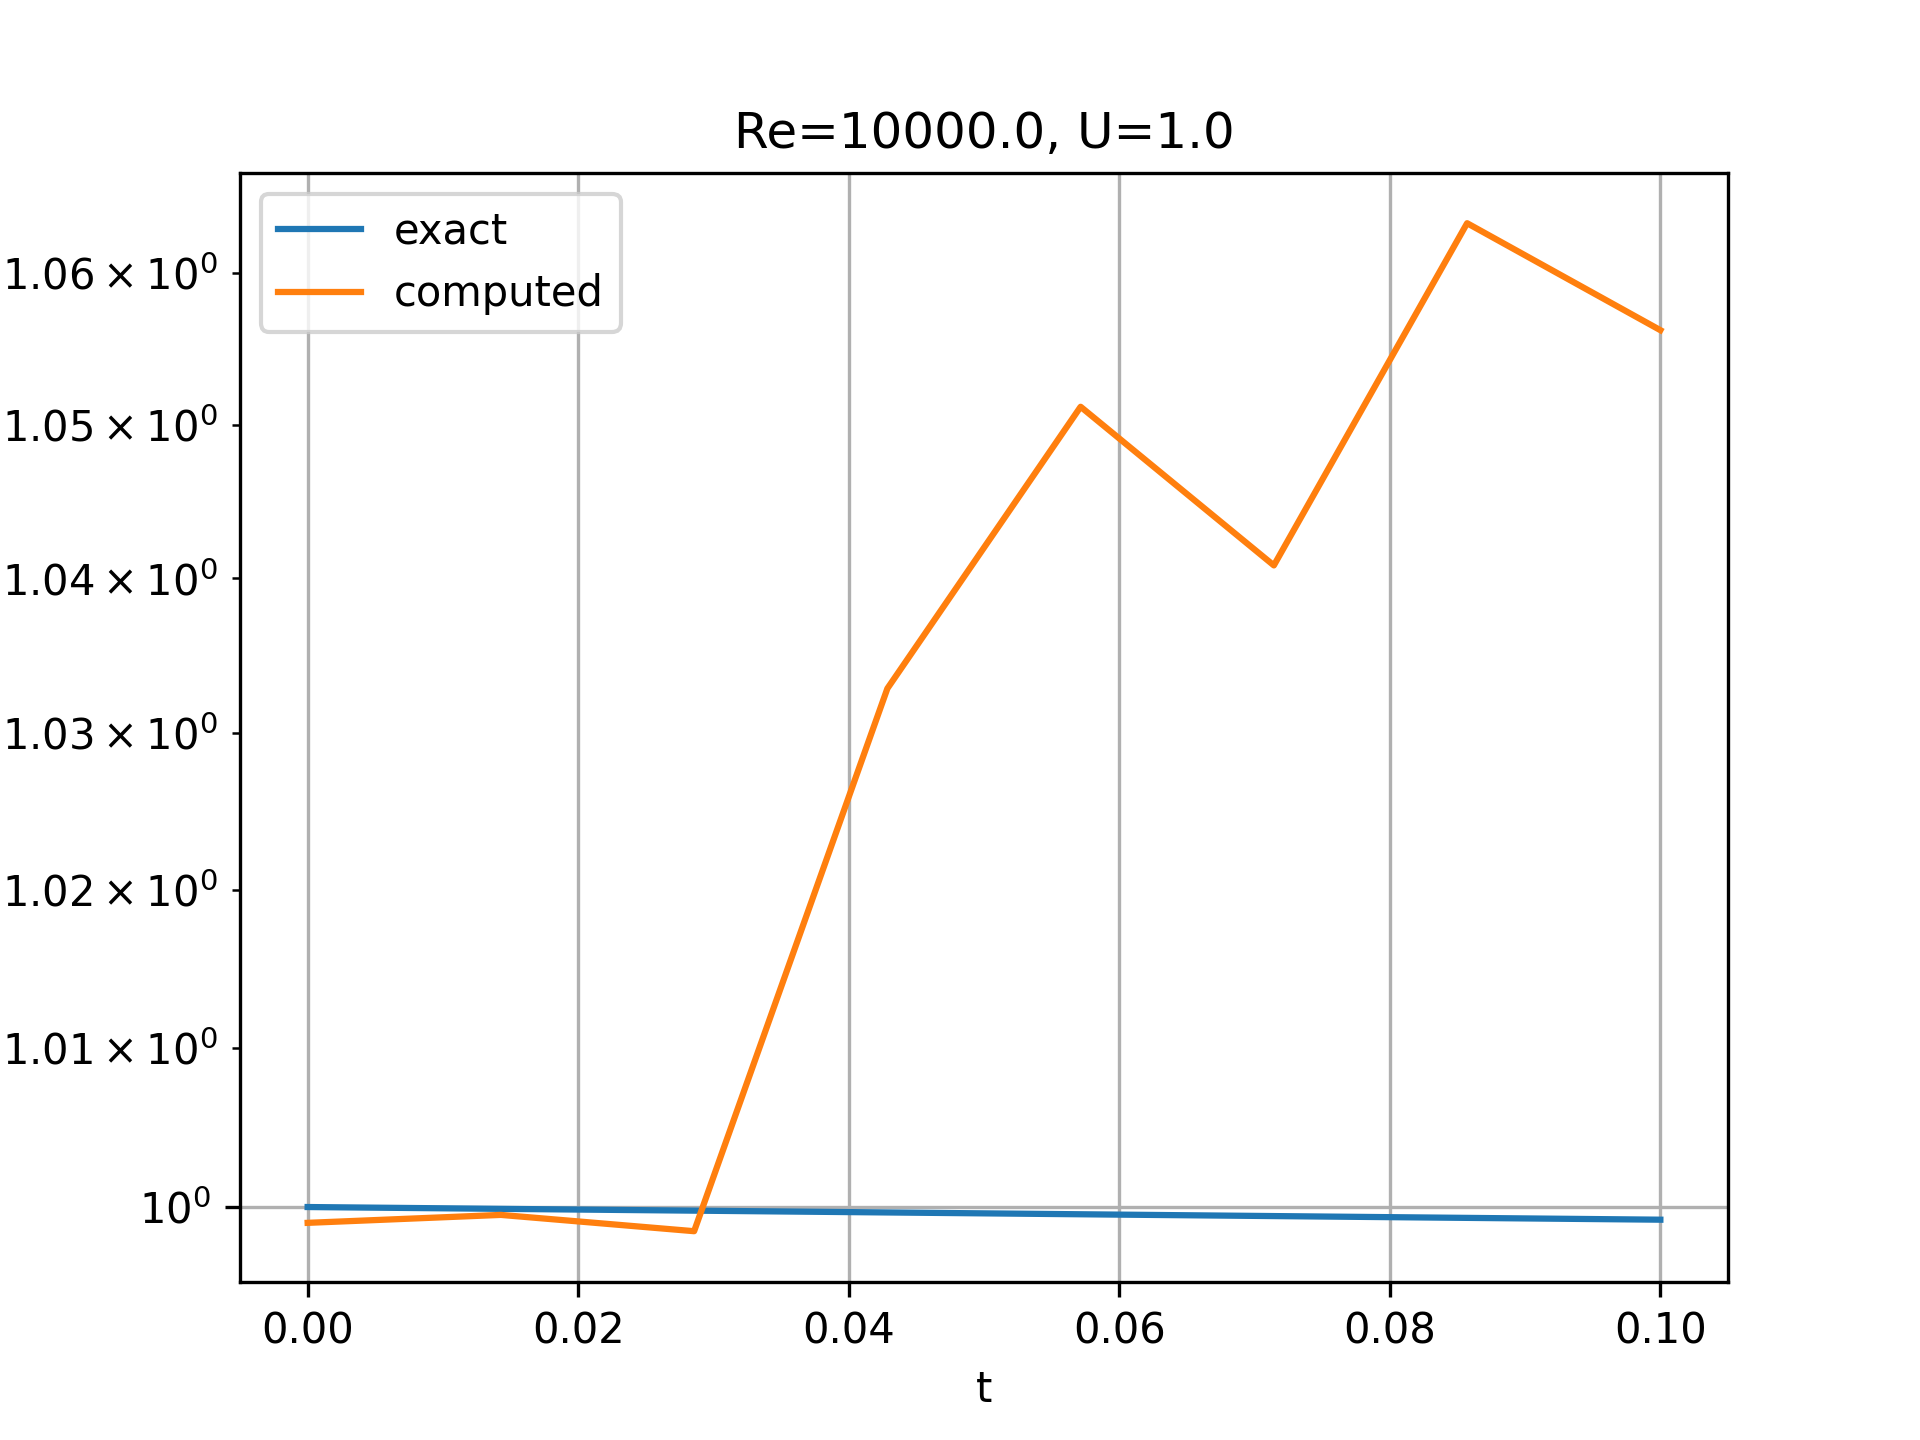 Re=10000.0, U=1.0
exact
computed
1.06 × 10⁰
1.05 × 10⁰
1.04 × 10⁰
1.03 × 10⁰
1.02 × 10⁰
1.01 × 10⁰
10⁰
0.00 0.02 0.04 0.06 0.08 0.10
t